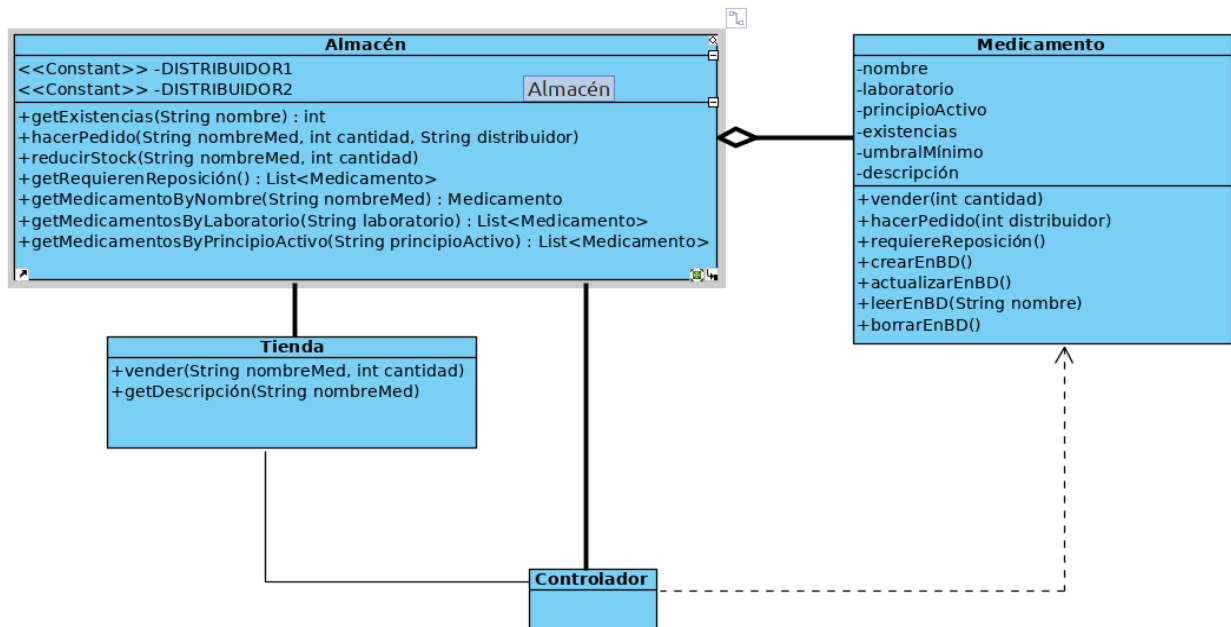 Almacén
<<Constant>> -DISTRIBUIDOR1
<<Constant>> -DISTRIBUIDOR2
Almacén
+getExistencias(String nombre) : int
+hacerPedido(String nombreMed, int cantidad, String distribuidor)
+reducirStock(String nombreMed, int cantidad)
+getRequierenReposición() : List<Medicamento>
+getMedicamentoByNombre(String nombreMed) : Medicamento
+getMedicamentosByLaboratorio(String laboratorio) : List<Medicamento>
+getMedicamentosByPrincipioActivo(String principioActivo) : List<Medicamento>
Medicamento
-nombre
-laboratorio
-principioActivo
-existencias
-umbralMínimo
-descripción
+vender(int cantidad)
+hacerPedido(int distribuidor)
+requiereReposición()
+crearEnBD()
+actualizarEnBD()
+leerEnBD(String nombre)
+borrarEnBD()
Tienda
+vender(String nombreMed, int cantidad)
+getDescripción(String nombreMed)
Controlador